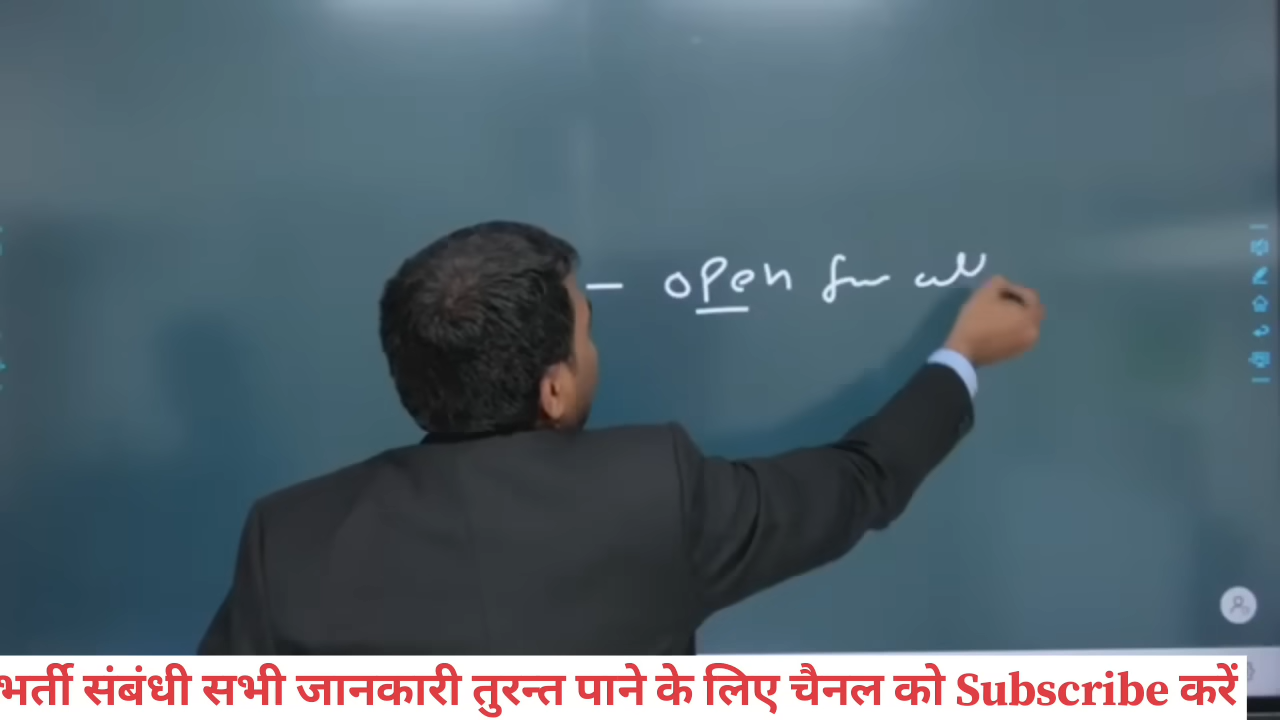 — open for all
भर्ती संबंधी सभी जानकारी तुरन्त पाने के लिए चैनल को Subscribe करें